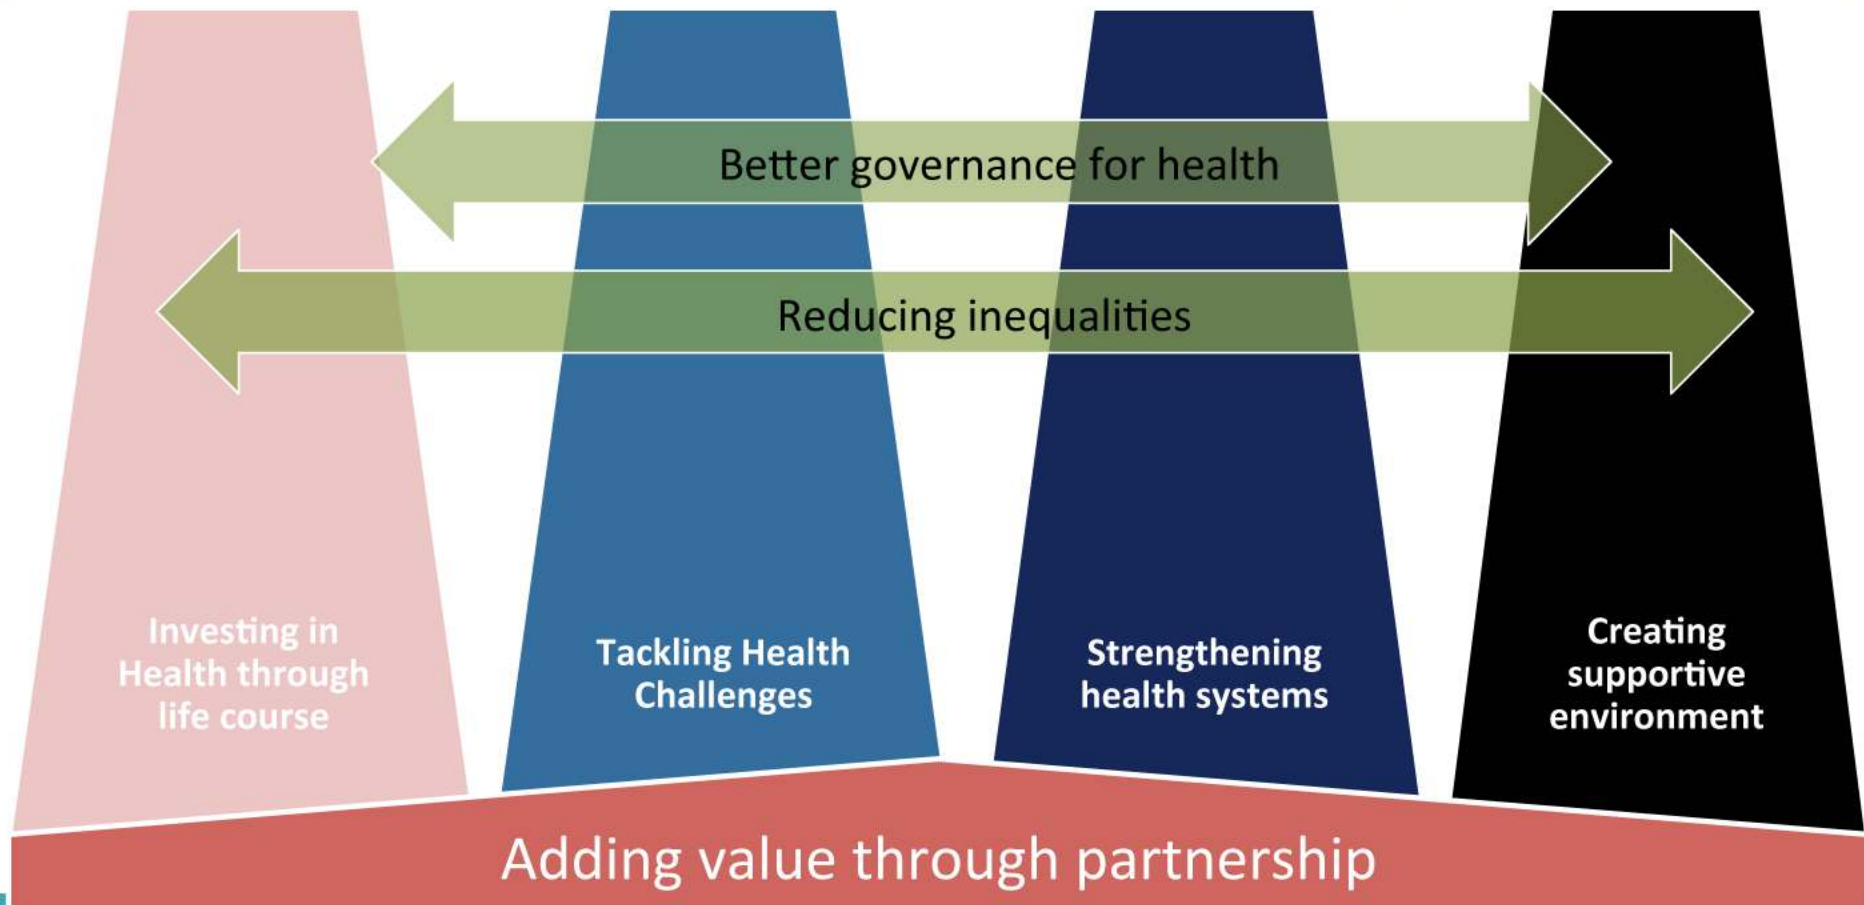 Better governance for health
Reducing inequalities
Investing in
Health through
life course
Tackling Health
Challenges
Strengthening
health systems
Creating
supportive
environment
Adding value through partnership